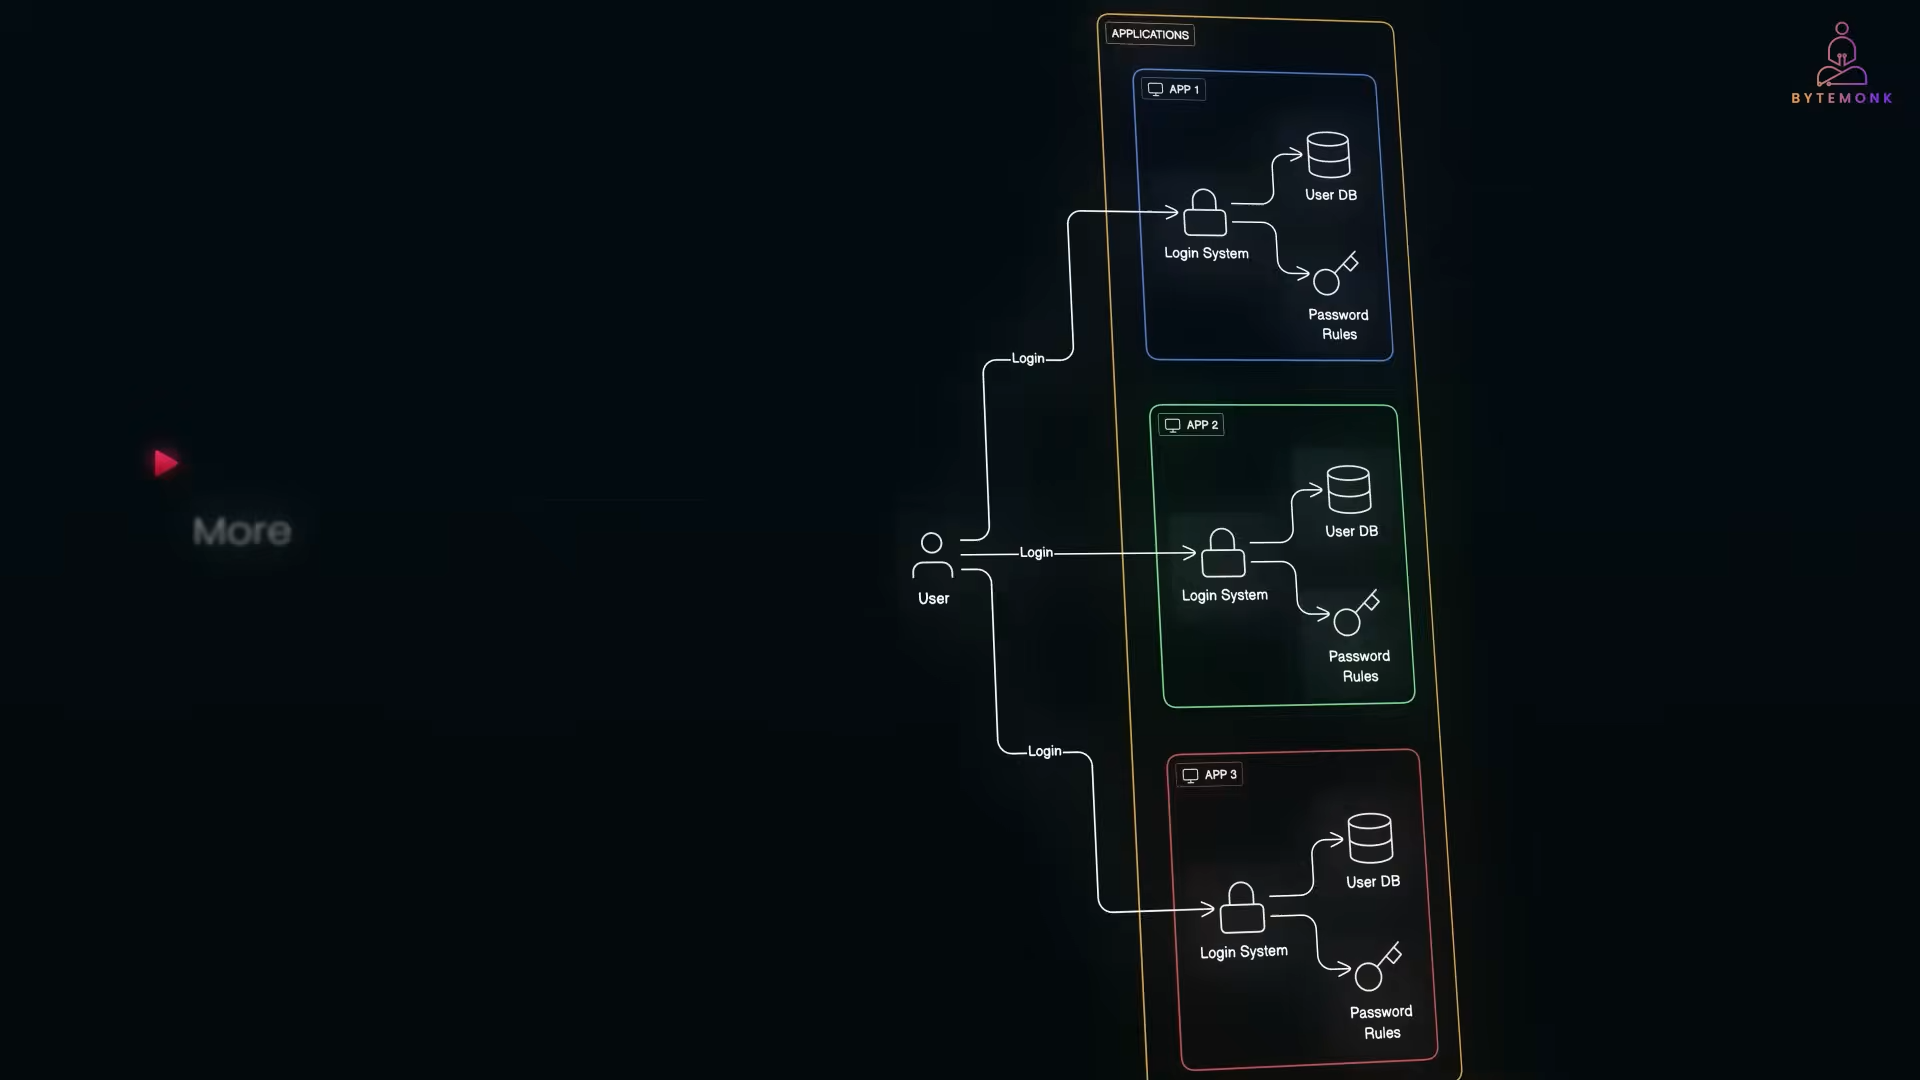 APPLICATIONS
BYTEMONK
APP 1
User DB
Login System
Password
Rules
Login
APP 2
More
User DB
Login
Login System
User
Password
Rules
Login
APP 3
User DB
Login System
Password
Rules